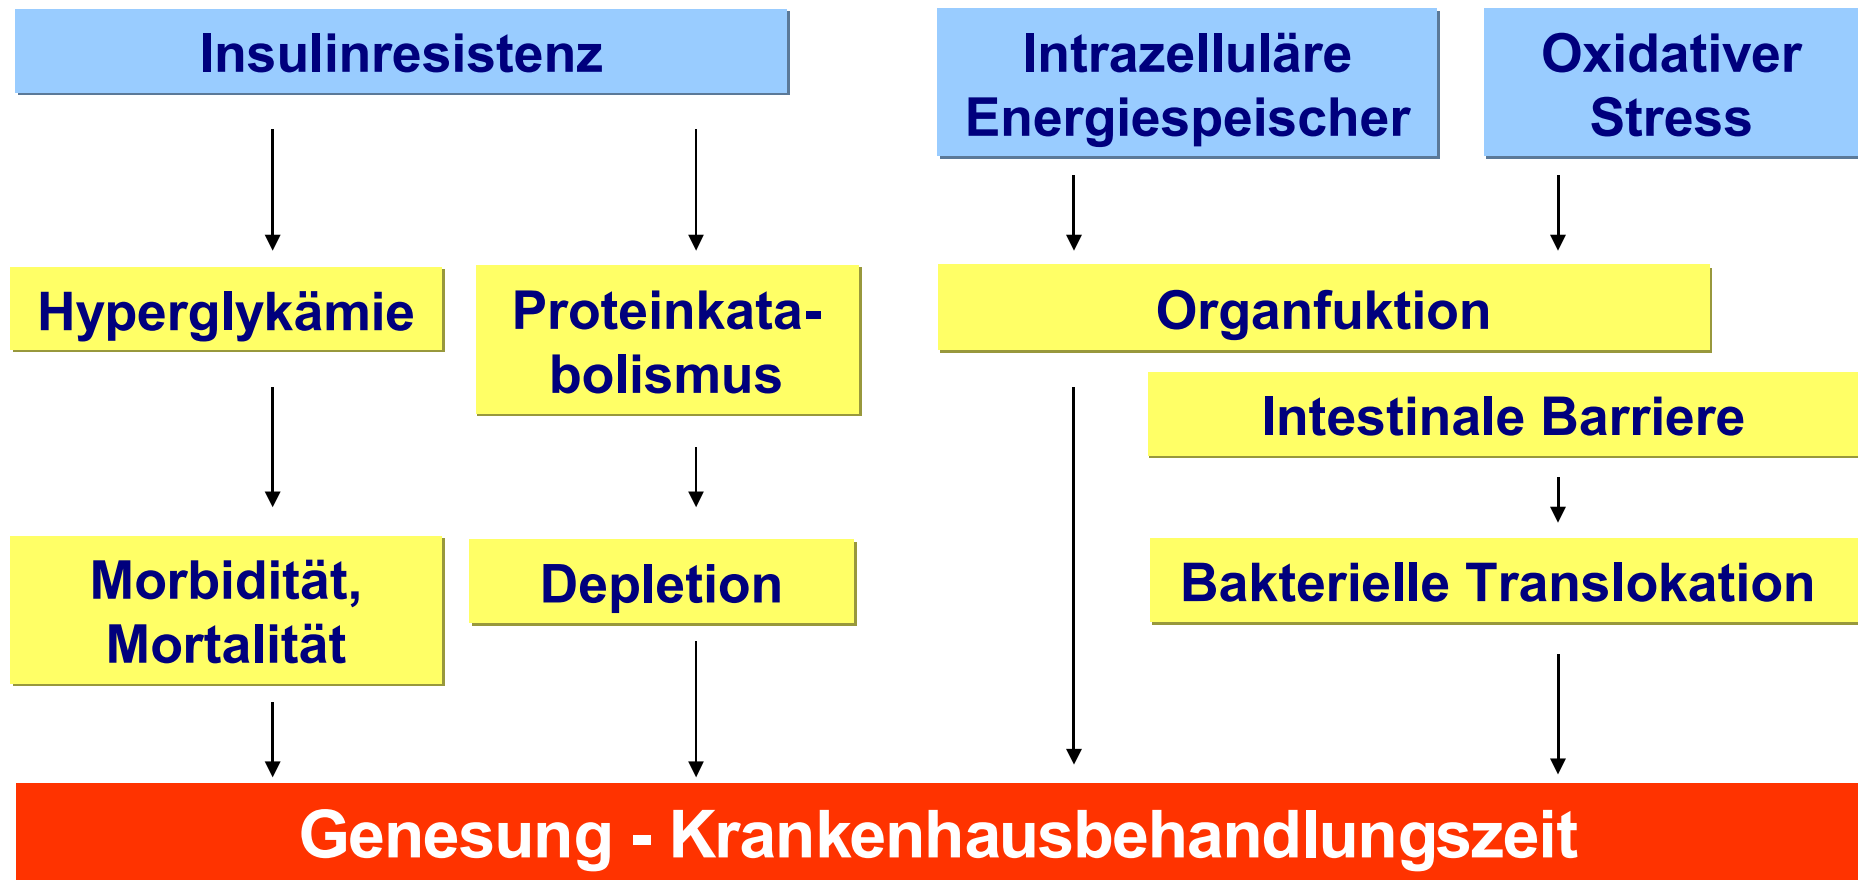 Insulinresistenz
Intrazelluläre
Energiespeischer
Oxidativer
Stress
Hyperglykämie
Proteinkata-
bolismus
Organfuktion
Intestinale Barriere
Morbidität,
Mortalität
Depletion
Bakterielle Translokation
Genesung - Krankenhausbehandlungszeit